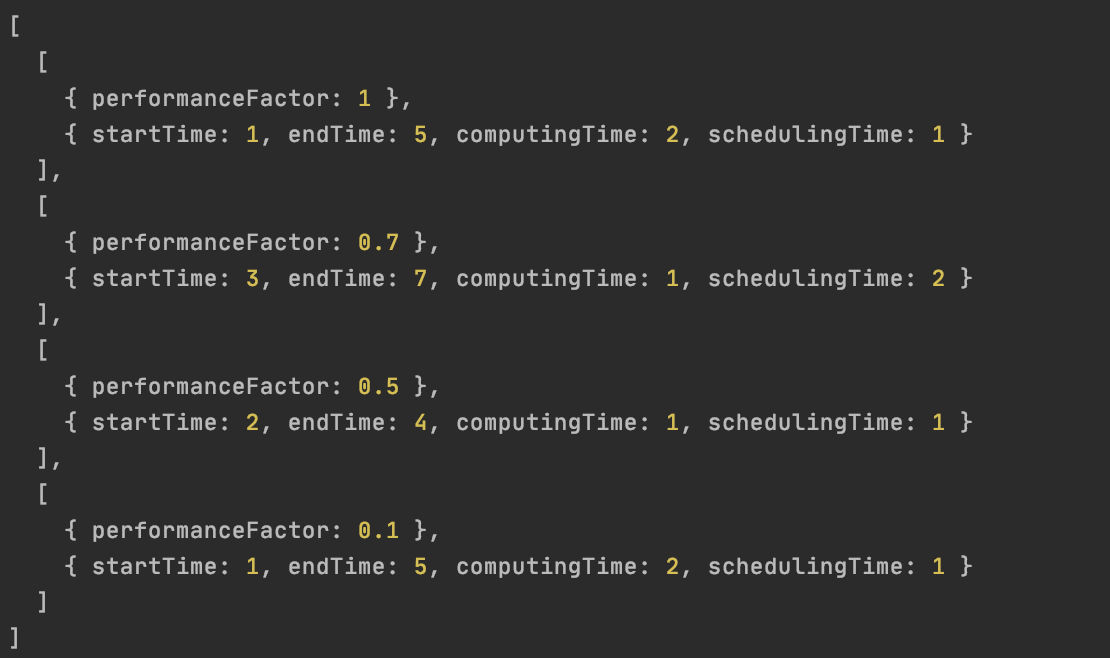 [
  [
    { performanceFactor: 1 },
    { startTime: 1, endTime: 5, computingTime: 2, schedulingTime: 1 }
  ],
  [
    { performanceFactor: 0.7 },
    { startTime: 3, endTime: 7, computingTime: 1, schedulingTime: 2 }
  ],
  [
    { performanceFactor: 0.5 },
    { startTime: 2, endTime: 4, computingTime: 1, schedulingTime: 1 }
  ],
  [
    { performanceFactor: 0.1 },
    { startTime: 1, endTime: 5, computingTime: 2, schedulingTime: 1 }
  ]
]